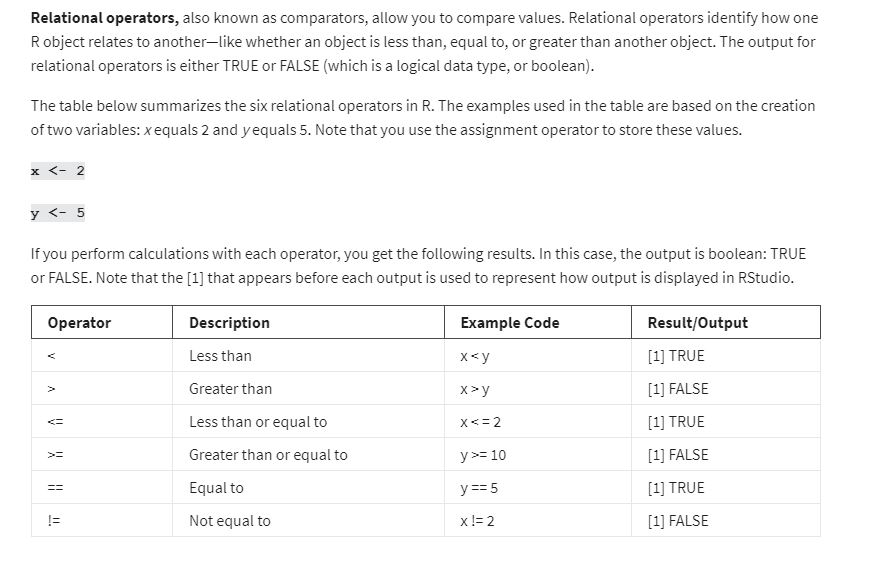 Relational operators, also known as comparators, allow you to compare values. Relational operators identify how one
R object relates to another—like whether an object is less than, equal to, or greater than another object. The output for
relational operators is either TRUE or FALSE (which is a logical data type, or boolean).
The table below summarizes the six relational operators in R. The examples used in the table are based on the creation
of two variables: x equals 2 and y equals 5. Note that you use the assignment operator to store these values.
x <- 2
y <- 5
If you perform calculations with each operator, you get the following results. In this case, the output is boolean: TRUE
or FALSE. Note that the [1] that appears before each output is used to represent how output is displayed in RStudio.
Operator Description Example Code Result/Output
< Less than x < y [1] TRUE
> Greater than x > y [1] FALSE
<= Less than or equal to x < = 2 [1] TRUE
>= Greater than or equal to y >= 10 [1] FALSE
== Equal to y == 5 [1] TRUE
!= Not equal to x != 2 [1] FALSE